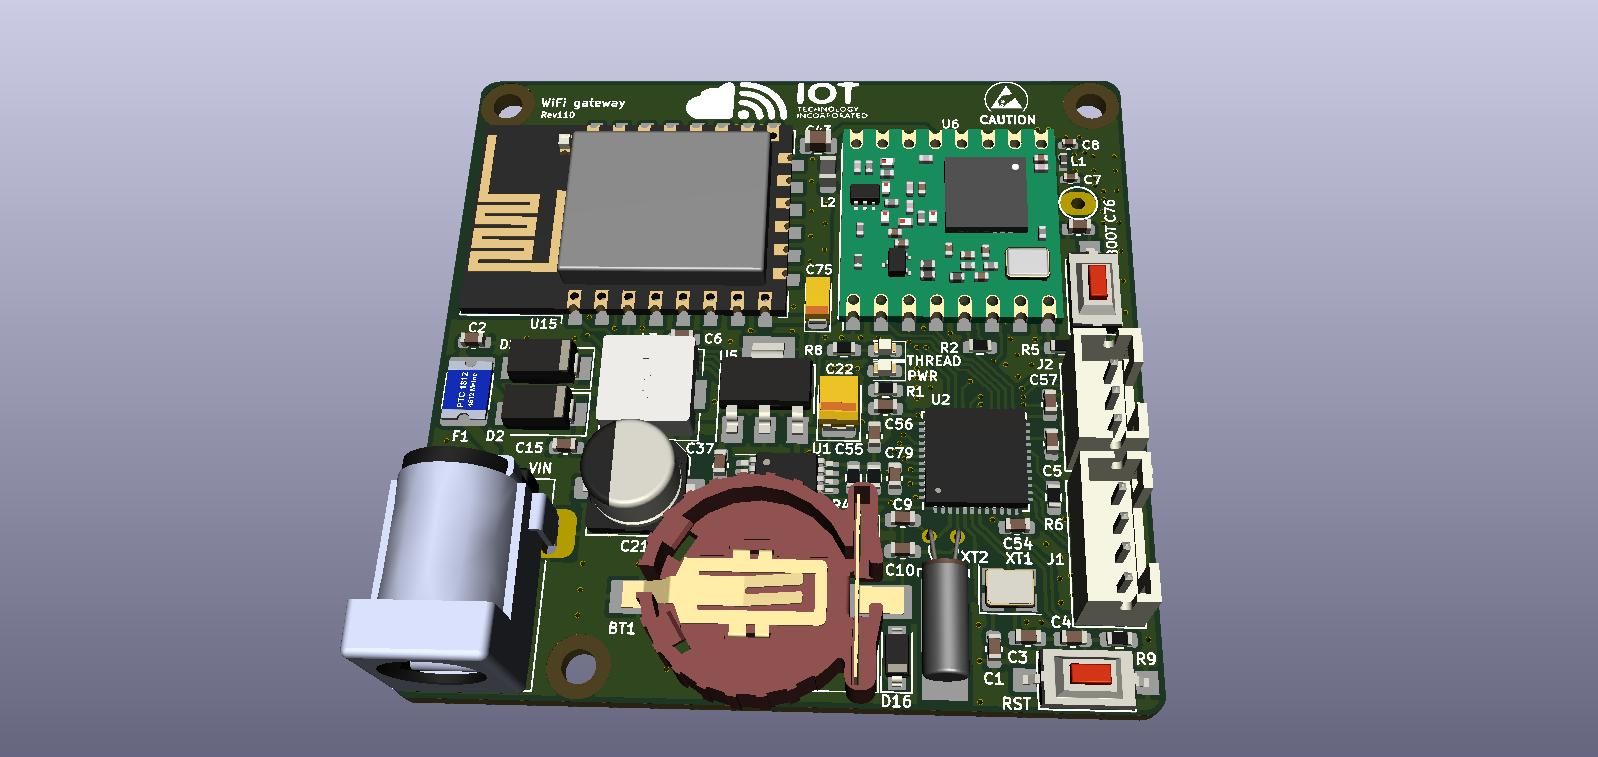 WiFi gateway
Rev110
IOT
TECHNOLOGY
INCORPORATED
CAUTION
U6
C8
L1
C7
C76
L2
C75
U15
C2
C6
R8
R2
R5
J2
THREAD
PWR
C22
C57
R1
U2
F1
D2
C15
C56
C37
U1
C55
C79
C5
VIN
PTC 1812
C9
R6
C21
C54
XT2
XT1
J1
C10
BT1
C4
C3
C1
R9
D16
RST